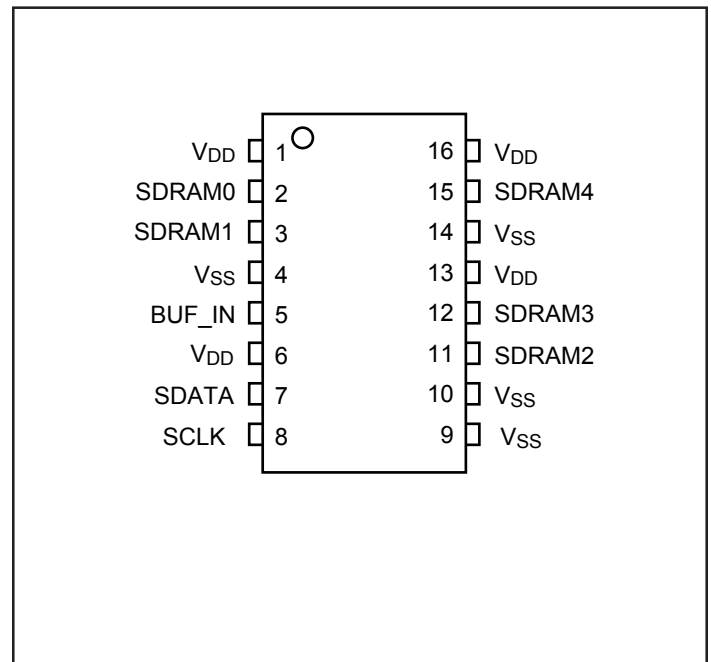 VDD 1 16 VDD
SDRAM0 2 15 SDRAM4
SDRAM1 3 14 VSS
VSS 4 13 VDD
BUF_IN 5 12 SDRAM3
VDD 6 11 SDRAM2
SDATA 7 10 VSS
SCLK 8 9 VSS